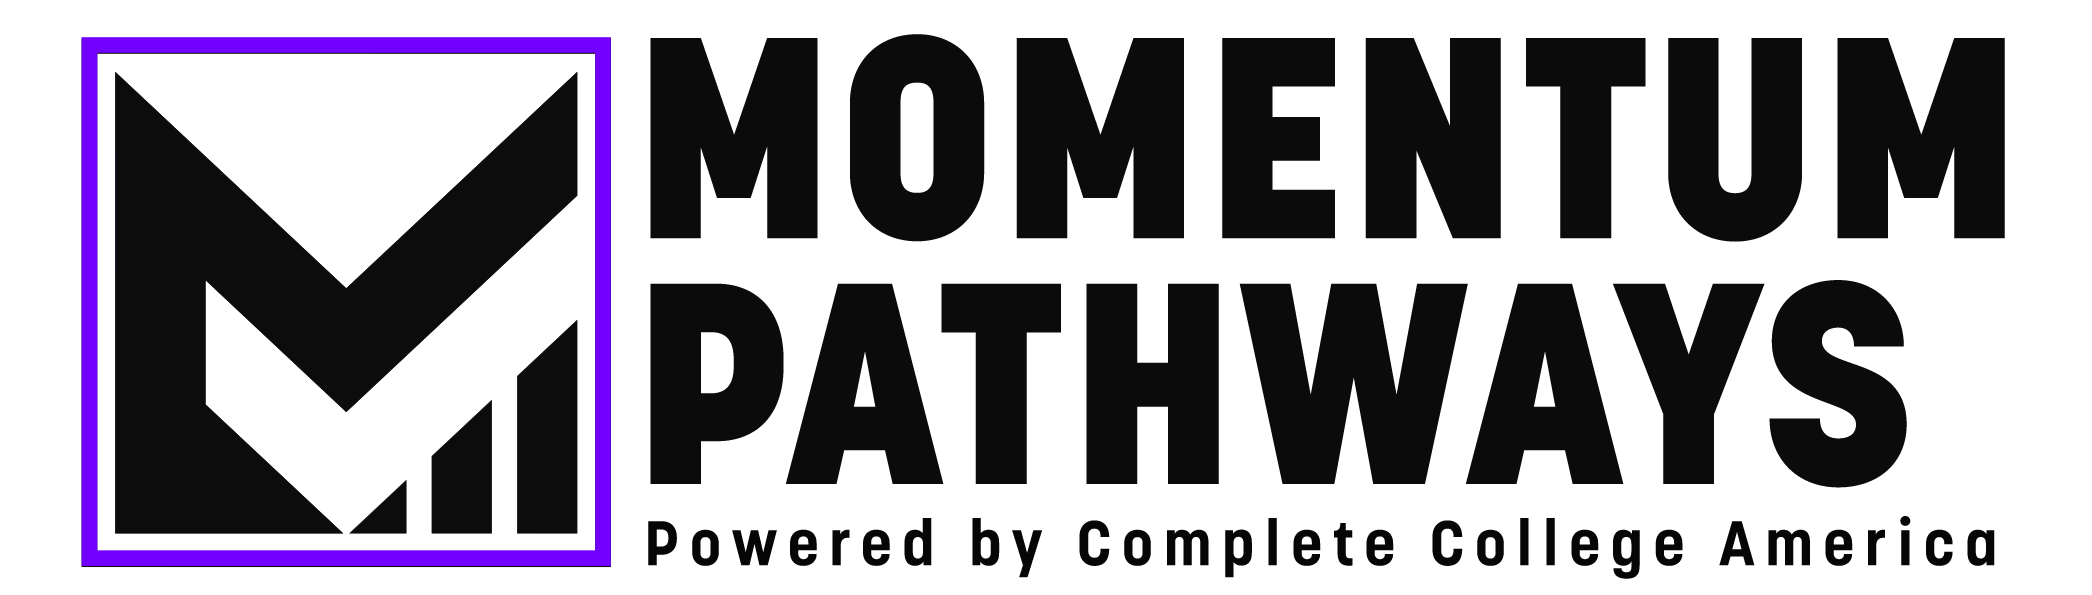 MOMENTUM
PATHWAYS
Powered by Complete College America